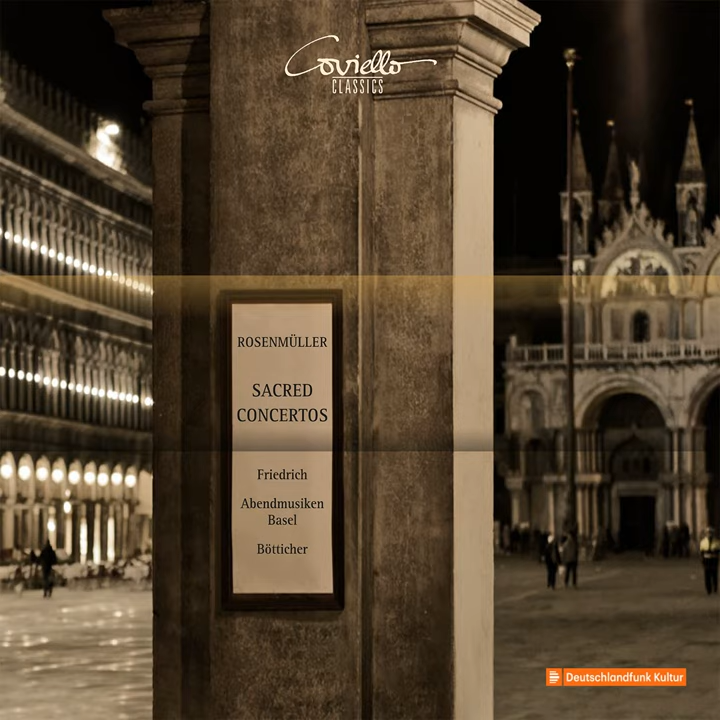 Coviello
CLASSICS
ROSENMÜLLER
SACRED
CONCERTOS
Friedrich
Abendmusiken
Basel
Bötticher
Deutschlandfunk Kultur